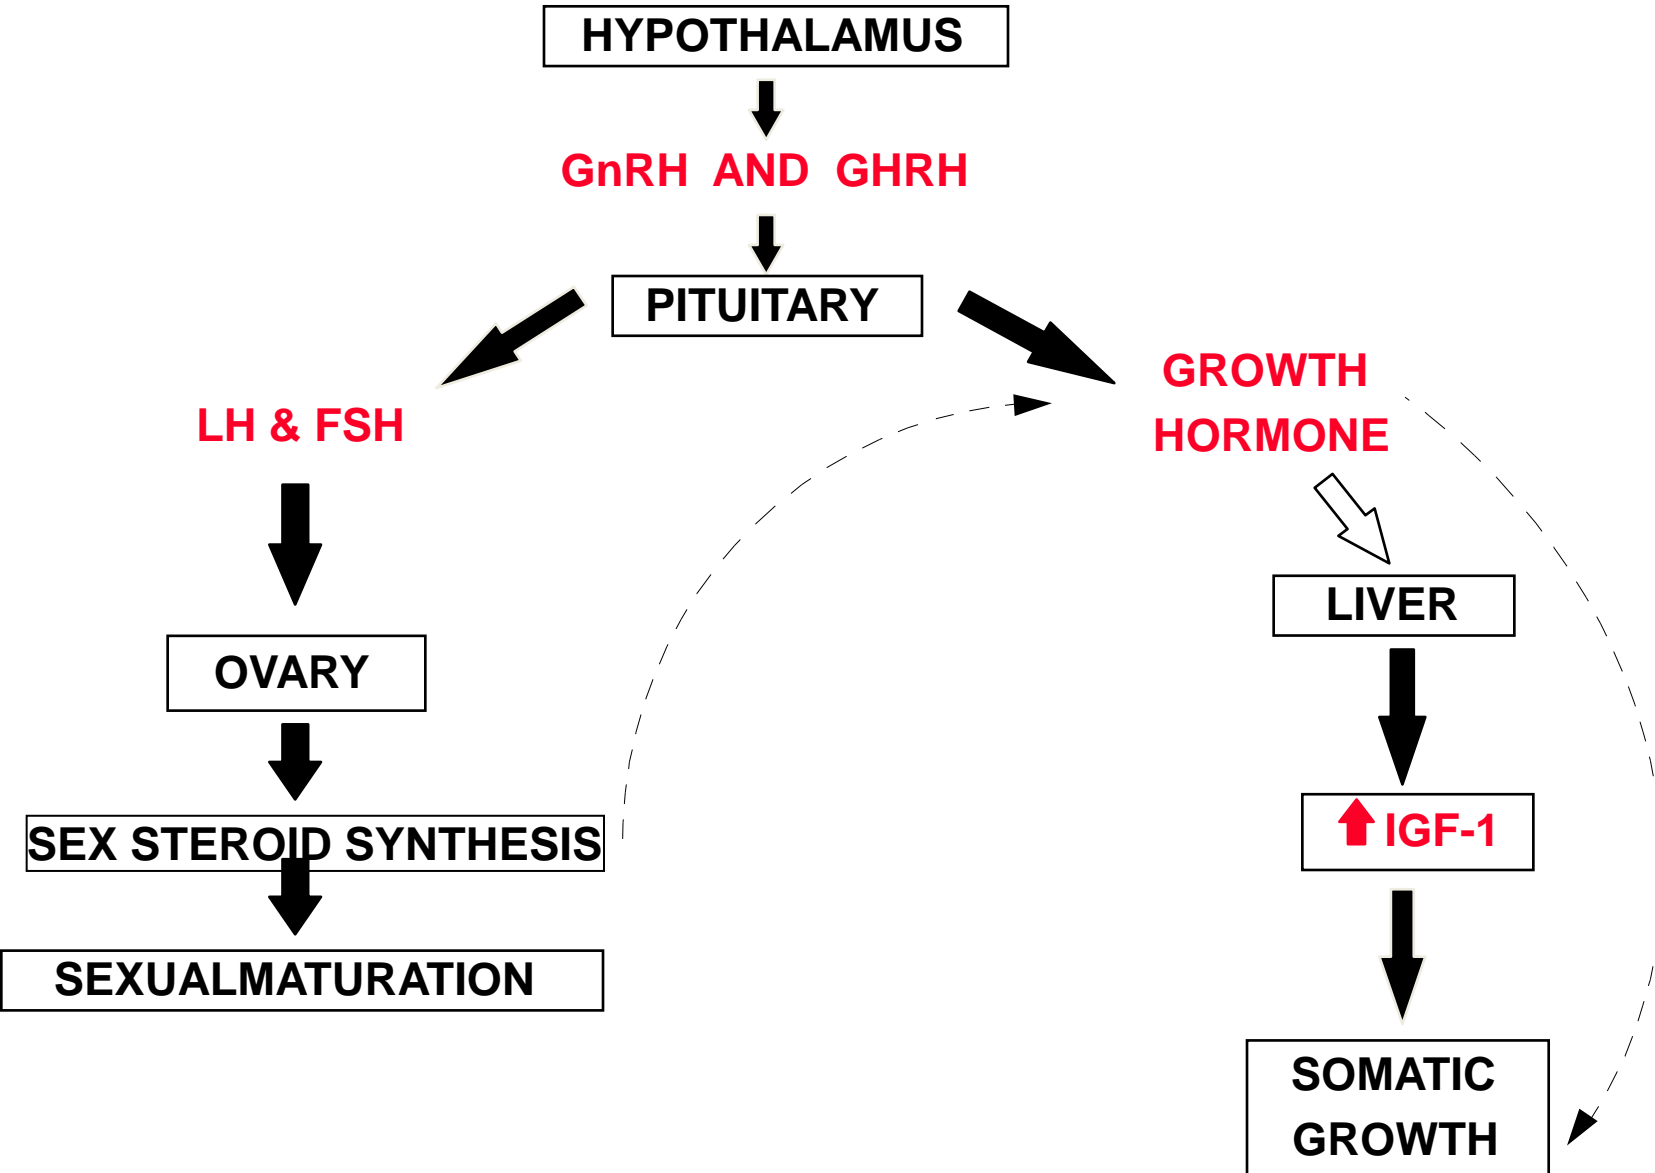 HYPOTHALAMUS
GnRH AND GHRH
PITUITARY
LH & FSH
GROWTH
HORMONE
OVARY
LIVER
SEX STEROID SYNTHESIS
IGF-1
SEXUALMATURATION
SOMATIC
GROWTH